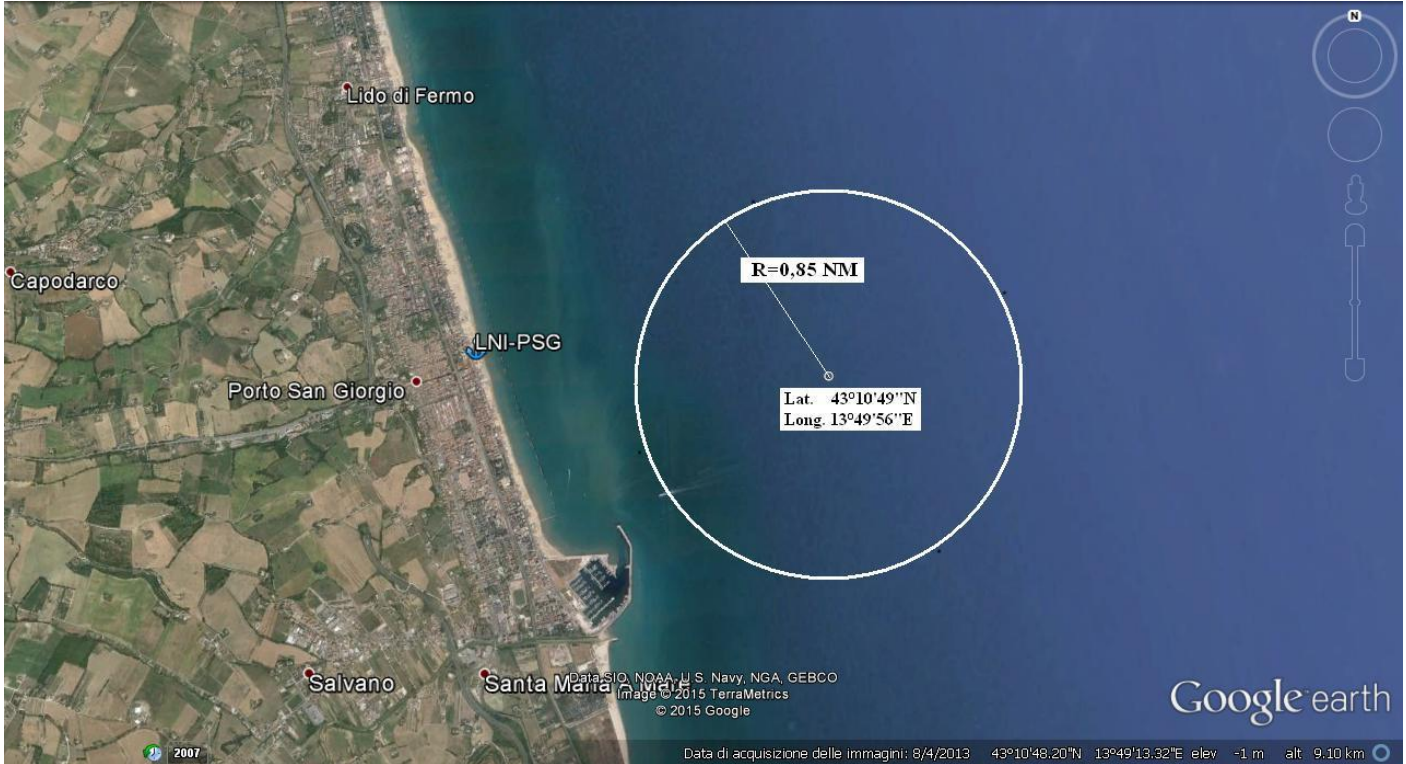 N
Lido di Fermo
R=0,85 NM
Capodarco
LNI-PSG
Porto San Giorgio
Lat. 43°10'49''N
Long. 13°49'56''E
Salvano
Santa Maria A Mare
Data SIO, NOAA, U.S. Navy, NGA, GEBCO
Image © 2015 TerraMetrics
© 2015 Google
Google earth
2007
Data di acquisizione delle immagini: 8/4/2013 43°10'48.20"N 13°49'13.32"E elev -1 m alt 9.10 km